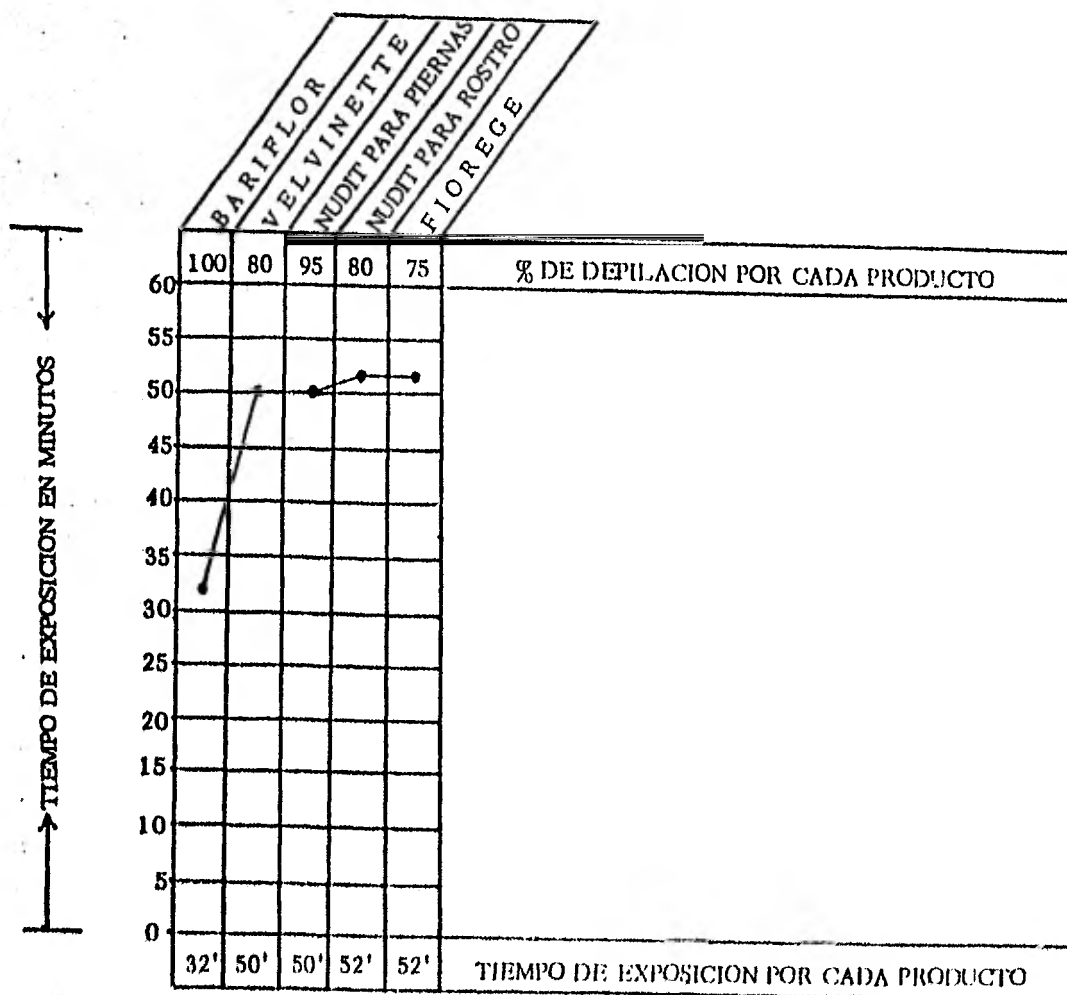 BARIFLOR
VELVINETTE
NUDIT PARA PIERNAS
NUDIT PARA ROSTRO
FIOREGE
100 80 95 80 75 % DE DEPILACION POR CADA PRODUCTO
TIEMPO DE EXPOSICION EN MINUTOS
60
55
50
45
40
35
30
25
20
15
10
5
0
32' 50' 50' 52' 52' TIEMPO DE EXPOSICION POR CADA PRODUCTO